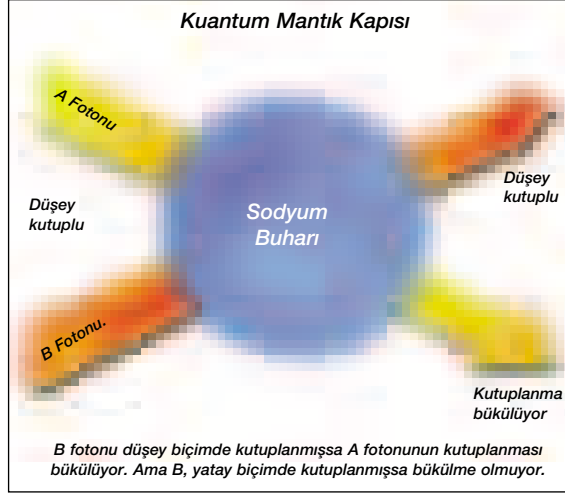 Kuantum Mantık Kapısı
A Fotonu
Düşey
kutuplu
Sodyum
Buharı
Düşey
kutuplu
B Fotonu.
Kutuplanma
bükülüyor
B fotonu düşey biçimde kutuplanmışsa A fotonunun kutuplanması
bükülüyor. Ama B, yatay biçimde kutuplanmışsa bükülme olmuyor.